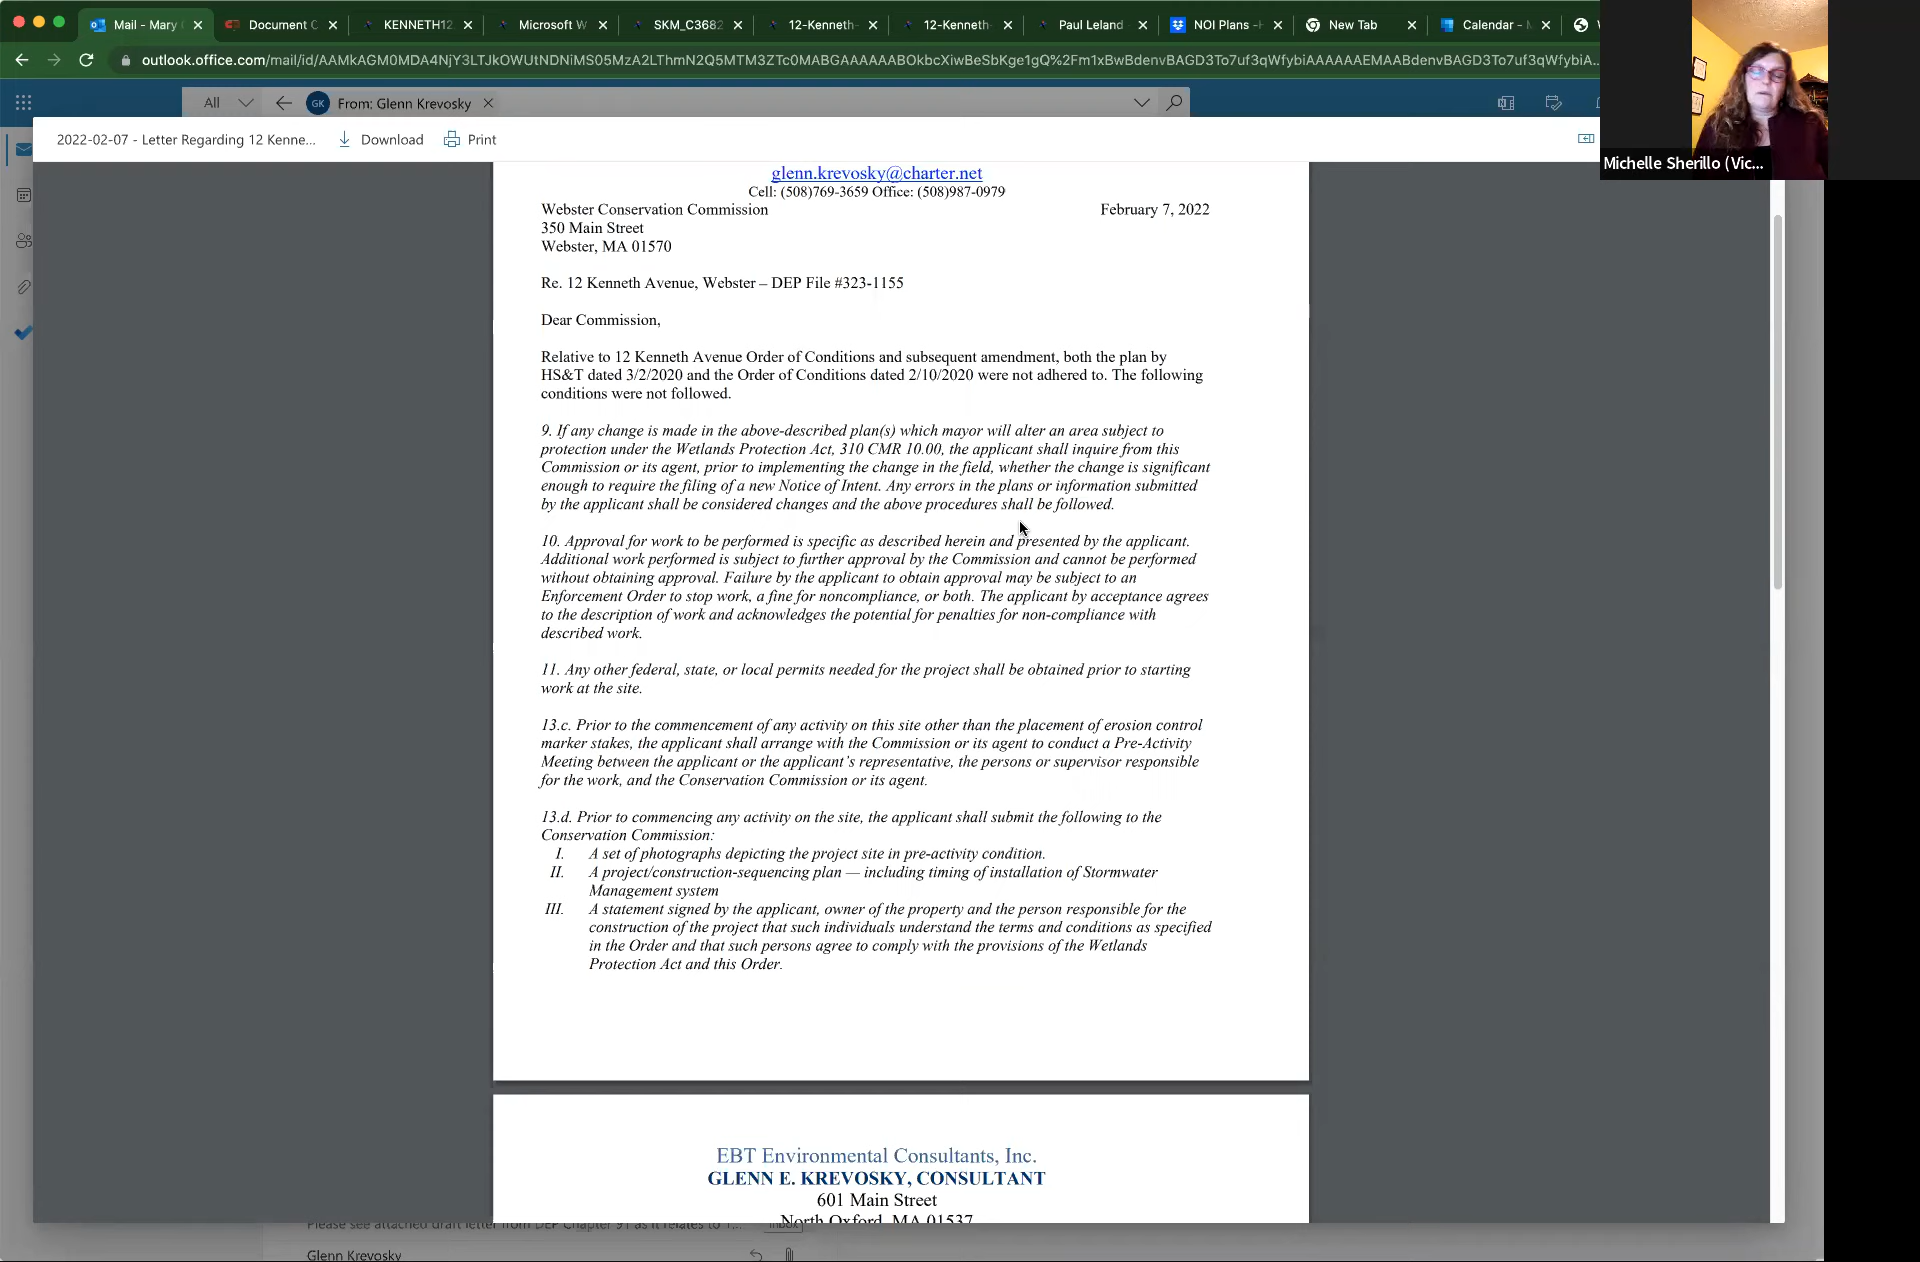 Mail - Mary
Document C
KENNETH12
Microsoft W
SKM_C3682
12-Kenneth-
12-Kenneth-
Paul Leland
NOI Plans -
New Tab
Calendar -
outlook.office.com
All
GK
From: Glenn Krevosky
2022-02-07 - Letter Regarding 12 Kenne...
Download
Print
Michelle Sherillo (Vic...
glenn.krevosky@charter.net
Cell: (508)769-3659 Office: (508)987-0979
Webster Conservation Commission February 7, 2022
350 Main Street
Webster, MA 01570
Re. 12 Kenneth Avenue, Webster – DEP File #323-1155
Dear Commission,
Relative to 12 Kenneth Avenue Order of Conditions and subsequent amendment, both the plan by
HS&T dated 3/2/2020 and the Order of Conditions dated 2/10/2020 were not adhered to. The following
conditions were not followed.
9. If any change is made in the above-described plan(s) which mayor will alter an area subject to
protection under the Wetlands Protection Act, 310 CMR 10.00, the applicant shall inquire from this
Commission or its agent, prior to implementing the change in the field, whether the change is significant
enough to require the filing of a new Notice of Intent. Any errors in the plans or information submitted
by the applicant shall be considered changes and the above procedures shall be followed.
10. Approval for work to be performed is specific as described herein and presented by the applicant.
Additional work performed is subject to further approval by the Commission and cannot be performed
without obtaining approval. Failure by the applicant to obtain approval may be subject to an
Enforcement Order to stop work, a fine for noncompliance, or both. The applicant by acceptance agrees
to the description of work and acknowledges the potential for penalties for non-compliance with
described work.
11. Any other federal, state, or local permits needed for the project shall be obtained prior to starting
work at the site.
13.c. Prior to the commencement of any activity on this site other than the placement of erosion control
marker stakes, the applicant shall arrange with the Commission or its agent to conduct a Pre-Activity
Meeting between the applicant or the applicant's representative, the persons or supervisor responsible
for the work, and the Conservation Commission or its agent.
13.d. Prior to commencing any activity on the site, the applicant shall submit the following to the
Conservation Commission:
I. A set of photographs depicting the project site in pre-activity condition.
II. A project/construction-sequencing plan — including timing of installation of Stormwater
Management system
III. A statement signed by the applicant, owner of the property and the person responsible for the
construction of the project that such individuals understand the terms and conditions as specified
in the Order and that such persons agree to comply with the provisions of the Wetlands
Protection Act and this Order.
EBT Environmental Consultants, Inc.
GLENN E. KREVOSKY, CONSULTANT
601 Main Street
North Oxford, MA 01537
Please see attached draft letter from DEP Chapter 91 as it relates to 1... Inbox
Glenn Krevosky